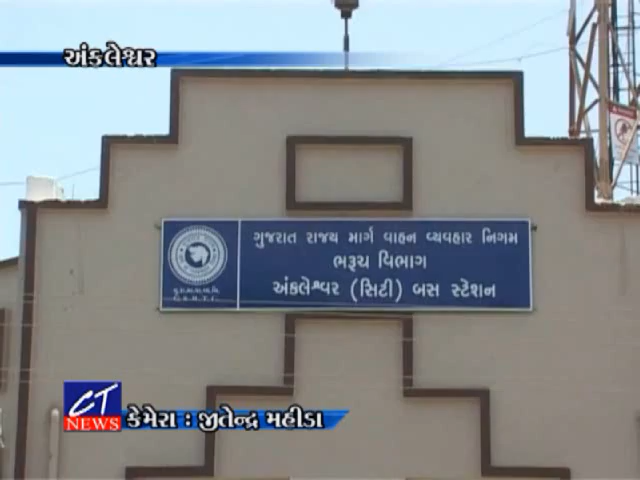 અંકલેશ્વર
ગુજરાત રાજ્ય માર્ગ વાહન વ્યવહાર નિગમ
ભરૂચ વિભાગ
અંકલેશ્વર (સિટી) બસ સ્ટેશન
CT
NEWS
કેમેરા : જીતેન્દ્ર મહીડા